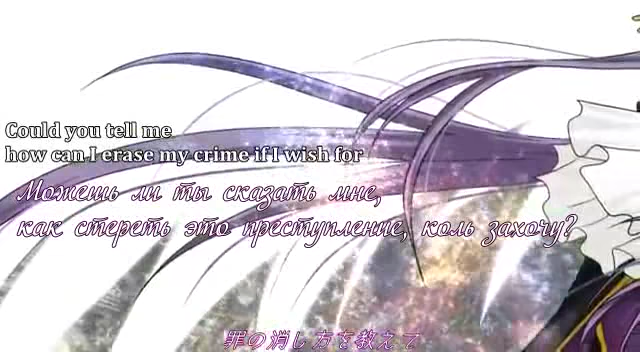 Could you tell me
how can I erase my crime if I wish for
Можешь ли ты сказать мне,
как стереть это преступление, коль захочу?
罪の消し方を教えて